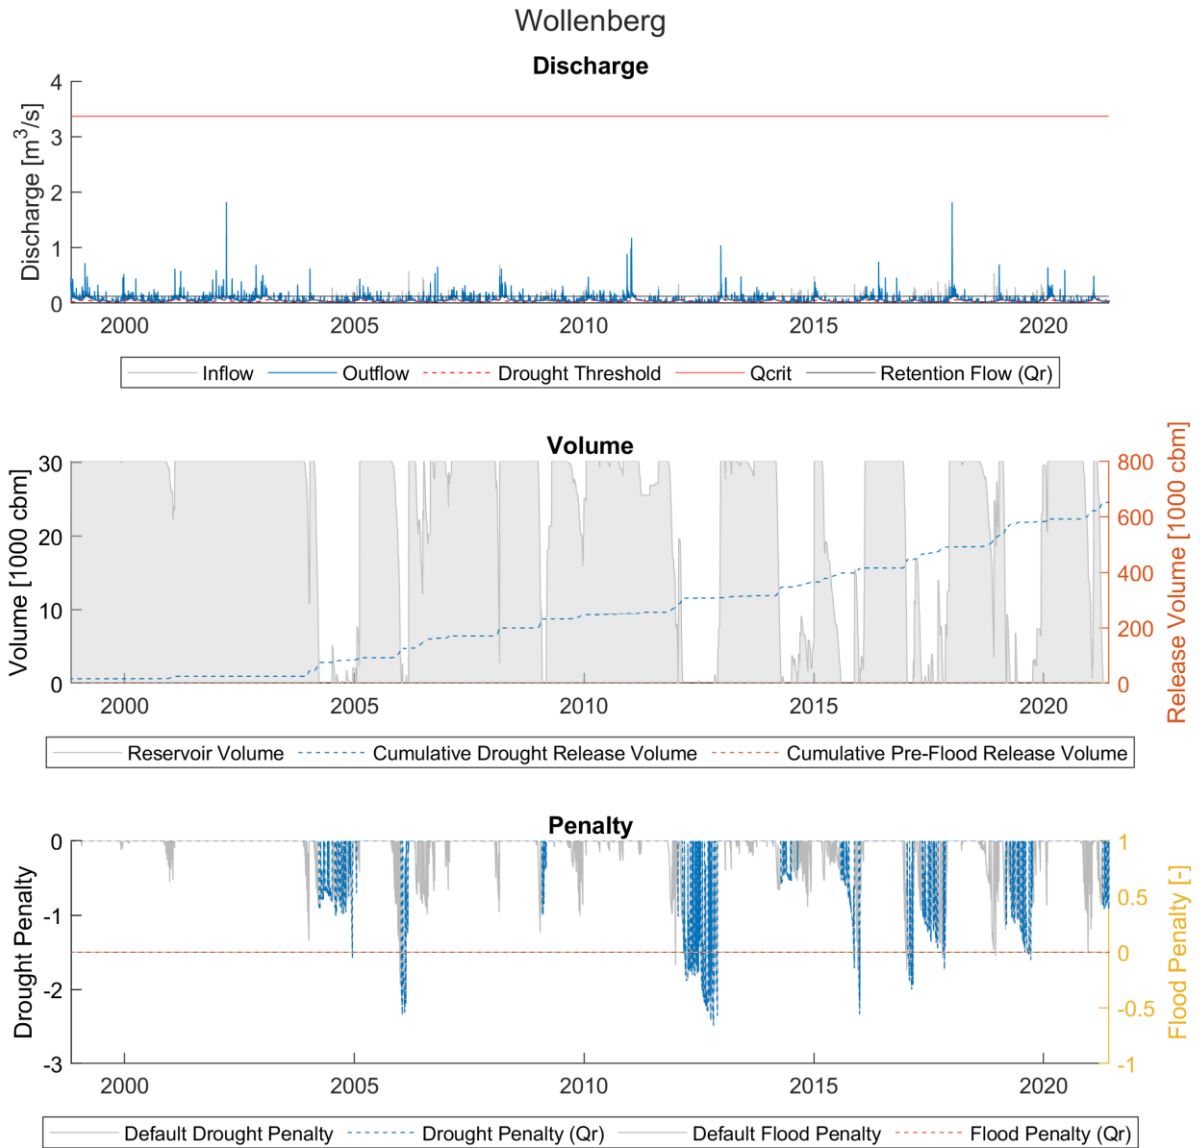 Wollenberg
Discharge
Discharge [m³/s]
4
3
2
1
0
2000 2005 2010 2015 2020
Inflow Outflow Drought Threshold Qcrit Retention Flow (Qr)
Volume
Volume [1000 cbm]
30
20
10
0
Release Volume [1000 cbm]
800
600
400
200
0
2000 2005 2010 2015 2020
Reservoir Volume Cumulative Drought Release Volume Cumulative Pre-Flood Release Volume
Penalty
Drought Penalty
0
-1
-2
-3
Flood Penalty [-]
1
0.5
0
-0.5
-1
2000 2005 2010 2015 2020
Default Drought Penalty Drought Penalty (Qr) Default Flood Penalty Flood Penalty (Qr)